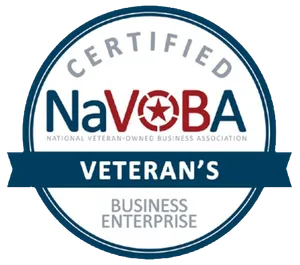 CERTIFIED
NaVOBA
NATIONAL VETERAN-OWNED BUSINESS ASSOCIATION
VETERAN'S
BUSINESS
ENTERPRISE